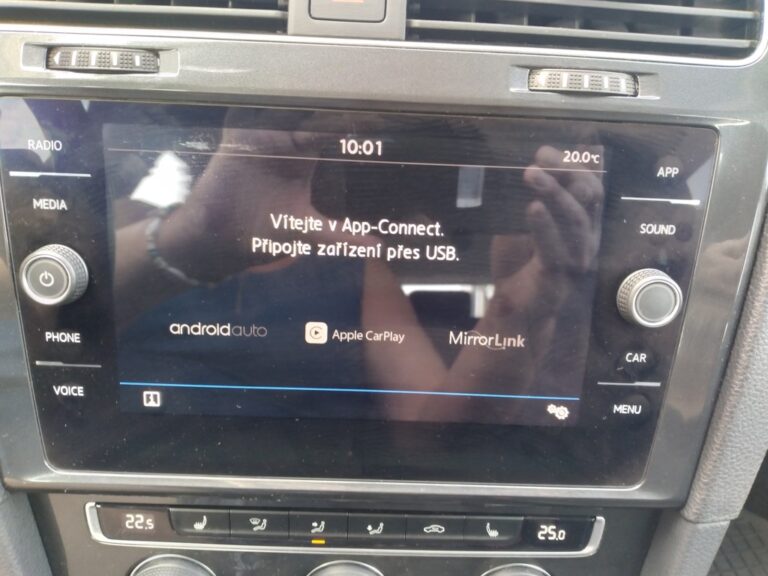 10:01
20.0°C
RADIO
MEDIA
PHONE
VOICE
Vítejte v App-Connect.
Připojte zařízení přes USB.
androidauto
Apple CarPlay
MirrorLink
APP
SOUND
CAR
MENU
22.5
25.0